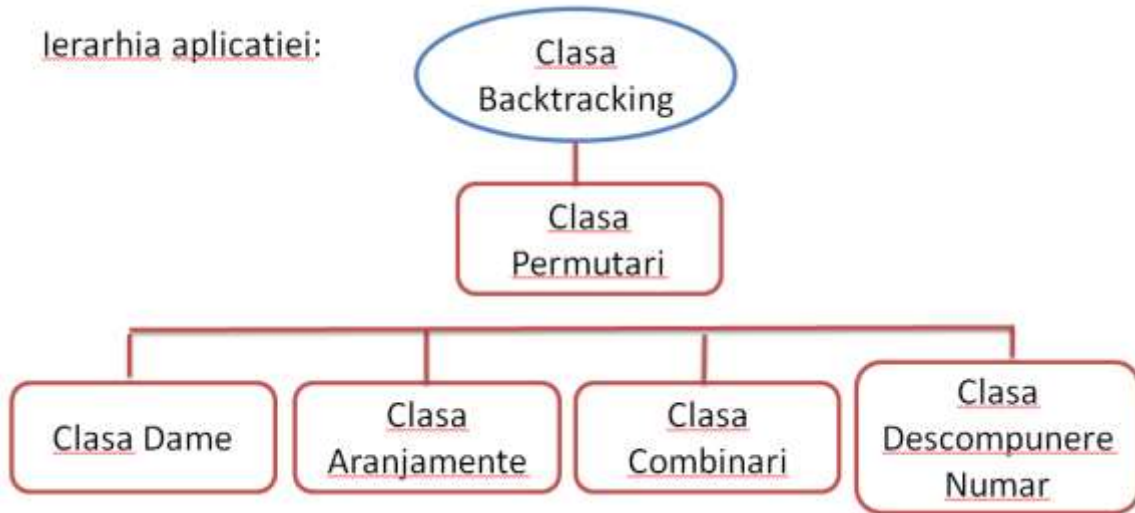 Ierarhia aplicatiei:
Clasa
Backtracking
Clasa
Permutari
Clasa Dame
Clasa
Aranjamente
Clasa
Combinari
Clasa
Descompunere
Numar